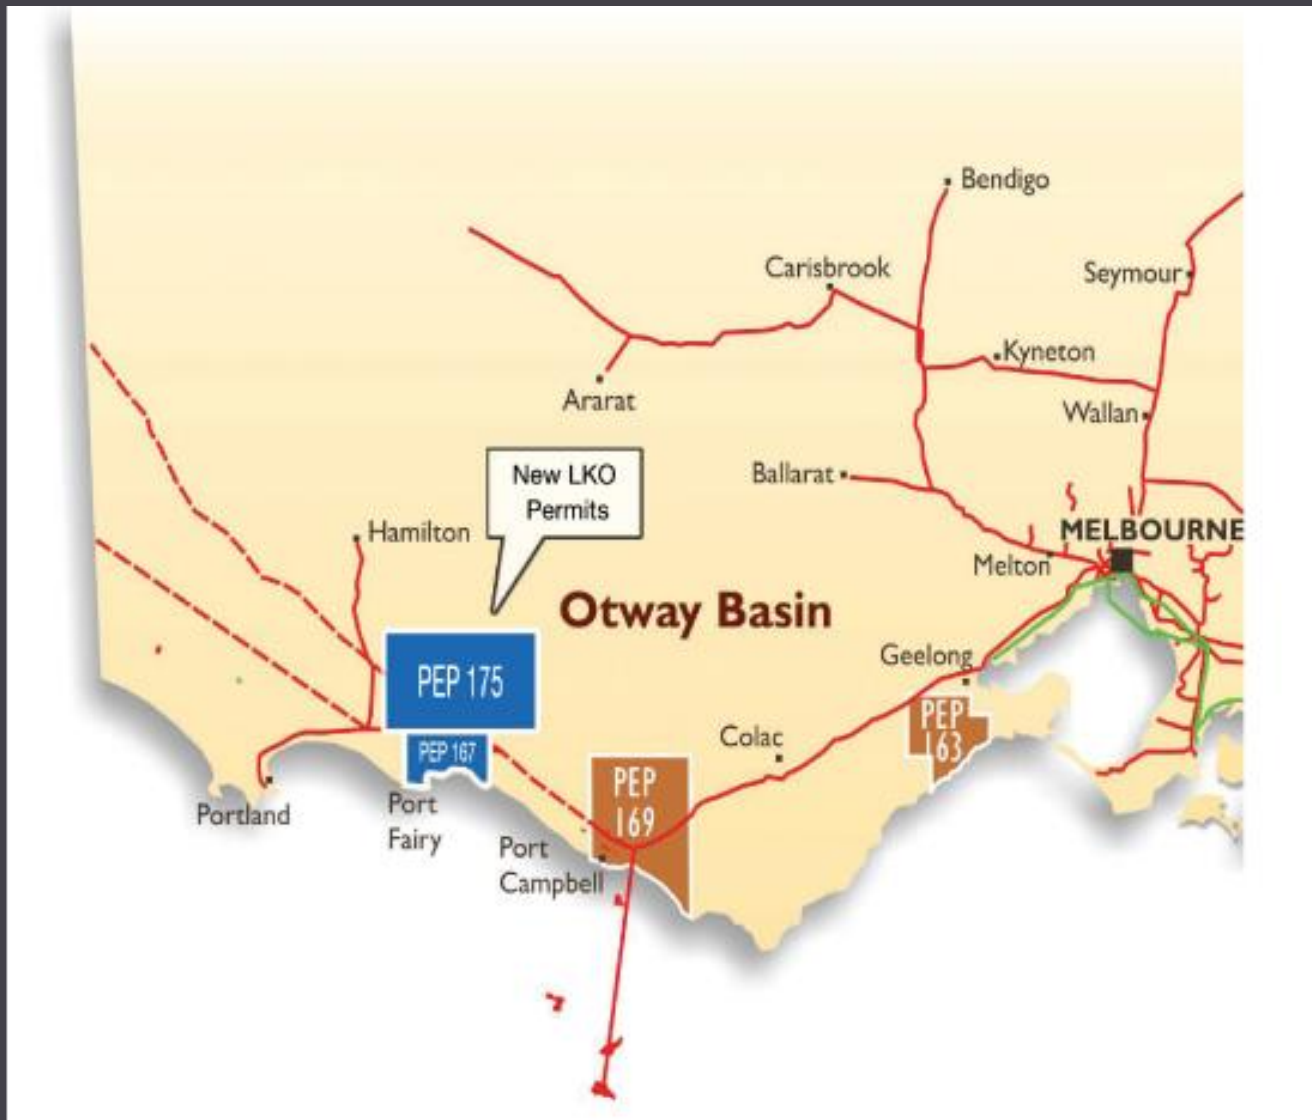 Bendigo
Carisbrook
Seymour
Kyneton
Ararat
Wallan
Ballarat
New LKO
Permits
Hamilton
MELBOURNE
Melton
Otway Basin
Geelong
PEP 175
PEP
163
Colac
PEP 167
PEP
169
Portland
Port
Fairy
Port
Campbell